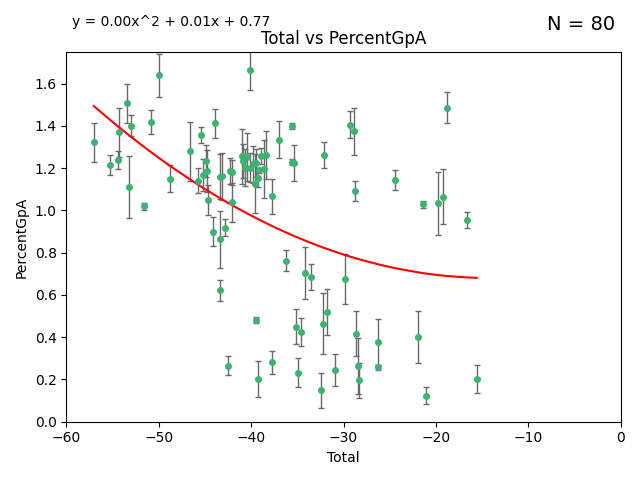 y = 0.00x^2 + 0.01x + 0.77
N = 80
Total vs PercentGpA
PercentGpA
1.6
1.4
1.2
1.0
0.8
0.6
0.4
0.2
0.0
−60 −50 −40 −30 −20 −10 0
Total